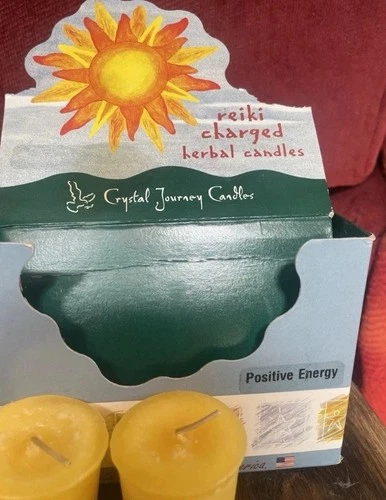 reiki
charged
herbal candles
Crystal Journey Candles
Positive Energy